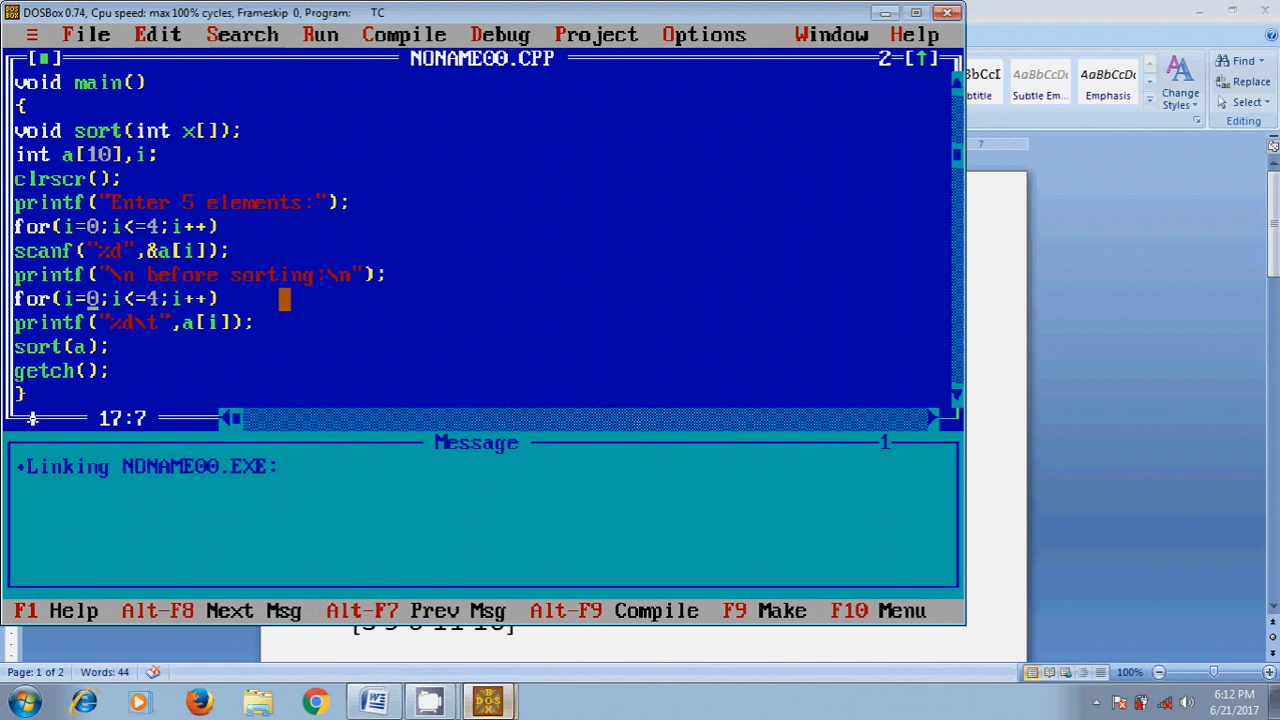 DOSBox 0.74, Cpu speed: max 100% cycles, Frameskip 0, Program: TC
≡ File Edit Search Run Compile Debug Project Options Window Help
[■] NONAME00.CPP 2=[↑]
void main()
{
void sort(int x[]);
int a[10],i;
clrscr();
printf("Enter 5 elements:");
for(i=0;i<=4;i++)
scanf("%d",&a[i]);
printf("\n before sorting:\n");
for(i=0;i<=4;i++)
printf("%d\t",a[i]);
sort(a);
getch();
}
17:7
Message 1
•Linking NONAME00.EXE:
F1 Help Alt-F8 Next Msg Alt-F7 Prev Msg Alt-F9 Compile F9 Make F10 Menu
AaBbCcDc AaBbCcDc
Subtle Em... Emphasis
Change Styles
Find
Replace
Select
Editing
7
Page: 1 of 2 Words: 44 100%
6:12 PM
6/21/2017